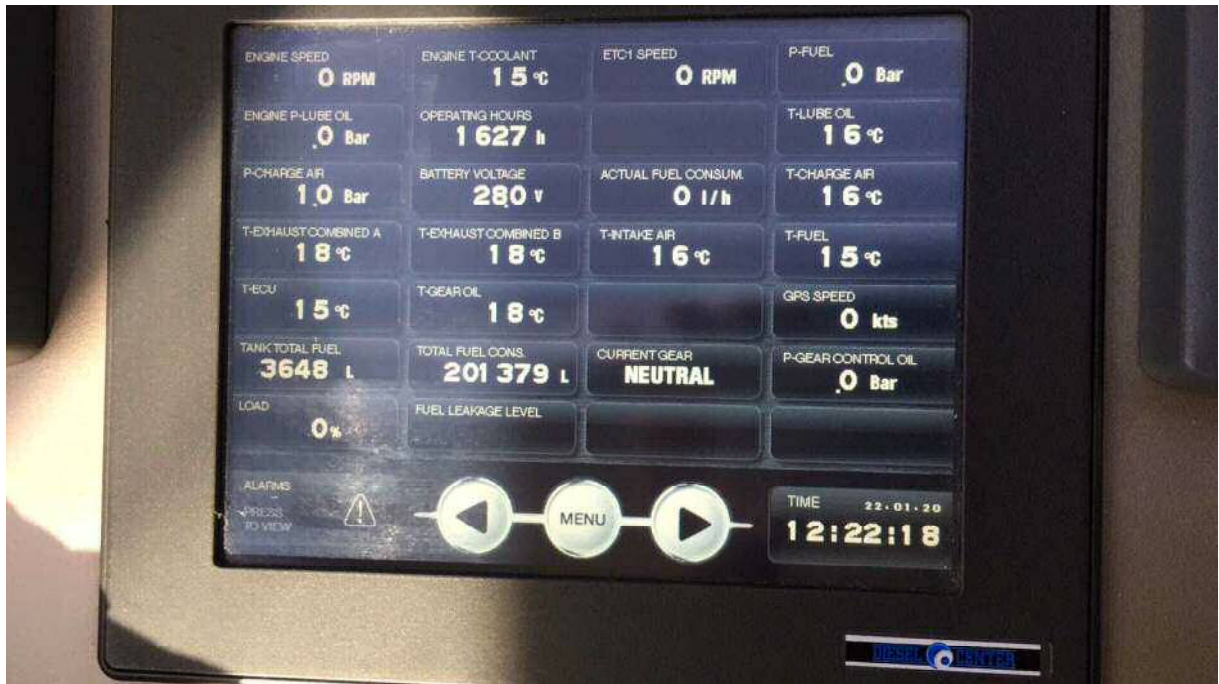 ENGINE SPEED
0 RPM
ENGINE T-COOLANT
15 °C
ETC1 SPEED
0 RPM
P-FUEL
.0 Bar
ENGINE P-LUBE OIL
.0 Bar
OPERATING HOURS
1627 h
T-LUBE OIL
16 °C
P-CHARGE AIR
1.0 Bar
BATTERY VOLTAGE
28.0 V
ACTUAL FUEL CONSUM.
0 l/h
T-CHARGE AIR
16 °C
T-EXHAUST COMBINED A
18 °C
T-EXHAUST COMBINED B
18 °C
T-INTAKE AIR
16 °C
T-FUEL
15 °C
T-ECU
15 °C
T-GEAR OIL
18 °C
GPS SPEED
0 kts
TANK TOTAL FUEL
3648 L
TOTAL FUEL CONS.
201 379 L
CURRENT GEAR
NEUTRAL
P-GEAR CONTROL OIL
.0 Bar
LOAD
0 %
FUEL LEAKAGE LEVEL
ALARMS
PRESS
TO VIEW
MENU
TIME 22.01.20
12:22:18
DIESEL CENTER